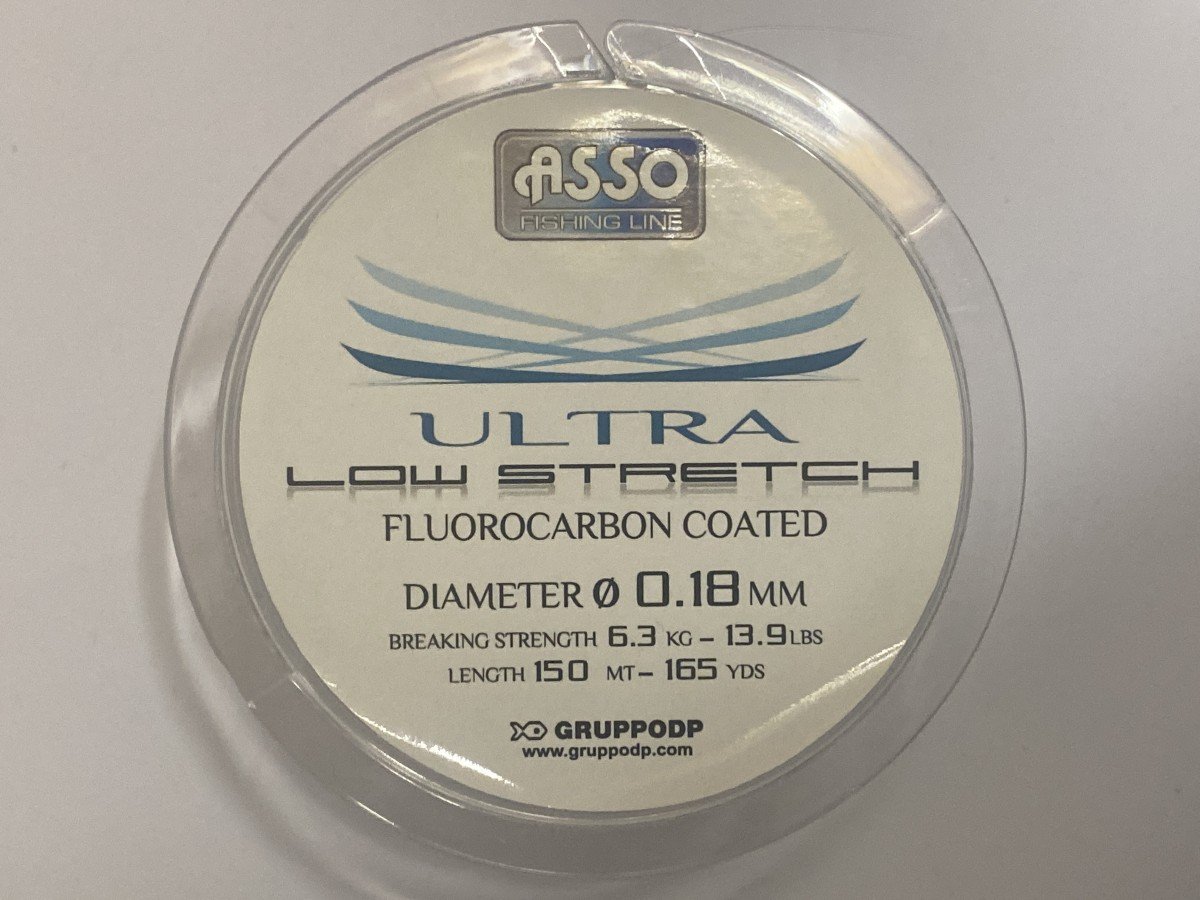 ASSO
FISHING LINE
ULTRA
LOW STRETCH
FLUOROCARBON COATED
DIAMETER Ø 0.18 MM
BREAKING STRENGTH 6.3 KG – 13.9 LBS
LENGTH 150 MT – 165 YDS
GRUPPODP
www.gruppodp.com